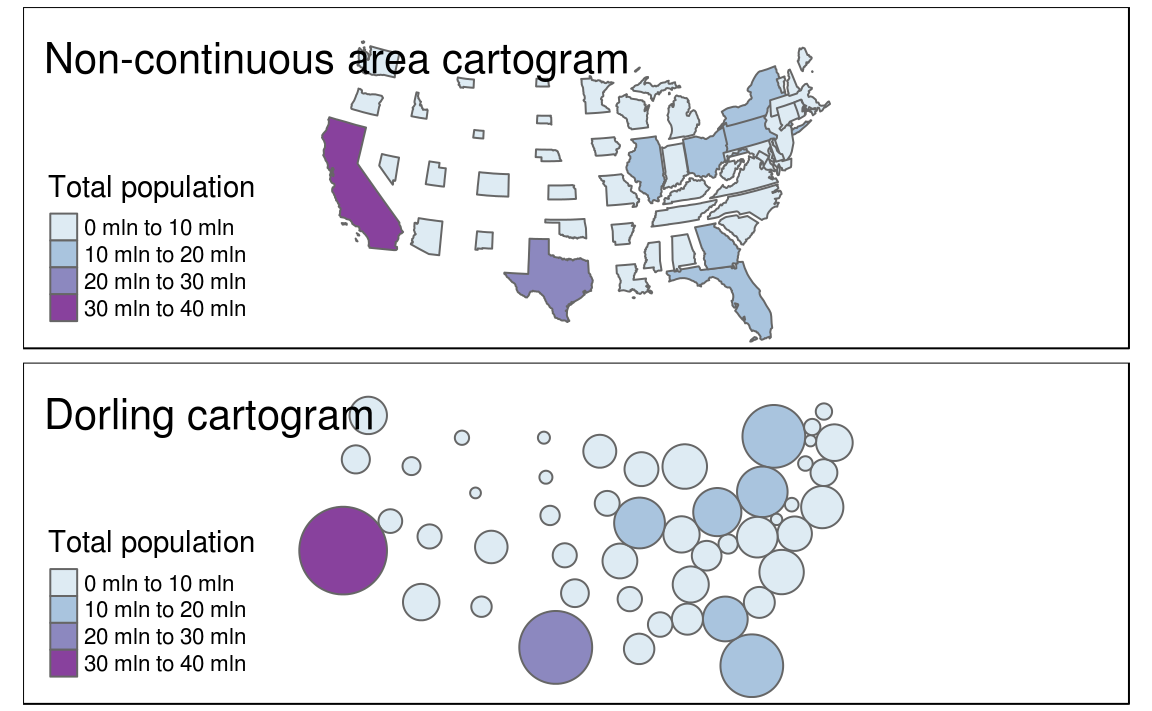 Non-continuous area cartogram
Total population
0 mln to 10 mln
10 mln to 20 mln
20 mln to 30 mln
30 mln to 40 mln
Dorling cartogram
Total population
0 mln to 10 mln
10 mln to 20 mln
20 mln to 30 mln
30 mln to 40 mln